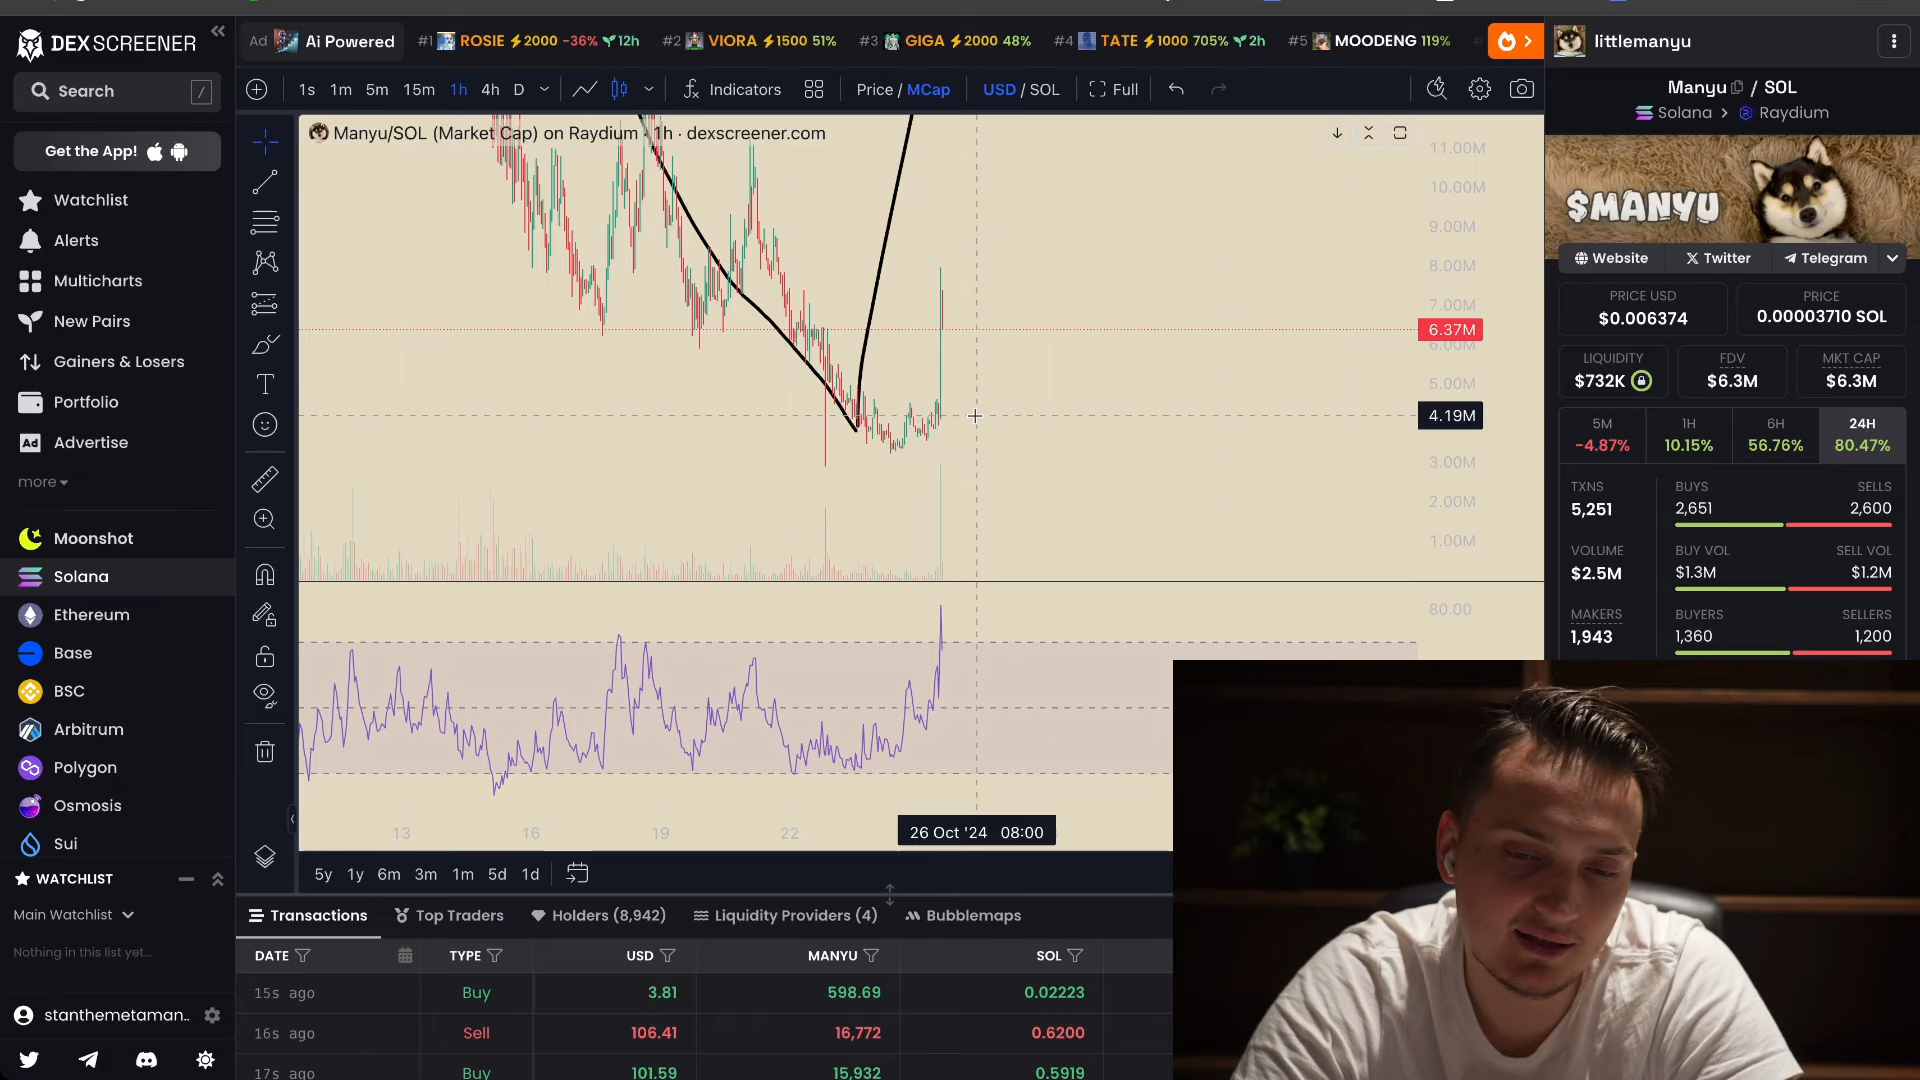 DEX SCREENER
Search /
Get the App!
Watchlist
Alerts
Multicharts
New Pairs
Gainers & Losers
Portfolio
Ad Advertise
more
Moonshot
Solana
Ethereum
Base
BSC
Arbitrum
Polygon
Osmosis
Sui
WATCHLIST
Main Watchlist
Nothing in this list yet...
stanthemetaman..
Ad Ai Powered #1 ROSIE 2000 -36% 12h #2 VIORA 1500 51% #3 GIGA 2000 48% #4 TATE 1000 705% 2h #5 MOODENG 119%
1s 1m 5m 15m 1h 4h D Indicators Price / MCap USD / SOL Full
Manyu/SOL (Market Cap) on Raydium · 1h · dexscreener.com
11.00M
10.00M
9.00M
8.00M
7.00M
6.37M
6.00M
5.00M
4.19M
3.00M
2.00M
1.00M
80.00
13 16 19 22 26 Oct '24 08:00
5y 1y 6m 3m 1m 5d 1d
Transactions Top Traders Holders (8,942) Liquidity Providers (4) Bubblemaps
DATE TYPE USD MANYU SOL
15s ago Buy 3.81 598.69 0.02223
16s ago Sell 106.41 16,772 0.6200
17s ago Buy 101.59 15,932 0.5919
littlemanyu
Manyu / SOL
Solana > Raydium
$MANYU
Website Twitter Telegram
PRICE USD PRICE
$0.006374 0.00003710 SOL
LIQUIDITY FDV MKT CAP
$732K $6.3M $6.3M
5M 1H 6H 24H
-4.87% 10.15% 56.76% 80.47%
TXNS BUYS SELLS
5,251 2,651 2,600
VOLUME BUY VOL SELL VOL
$2.5M $1.3M $1.2M
MAKERS BUYERS SELLERS
1,943 1,360 1,200